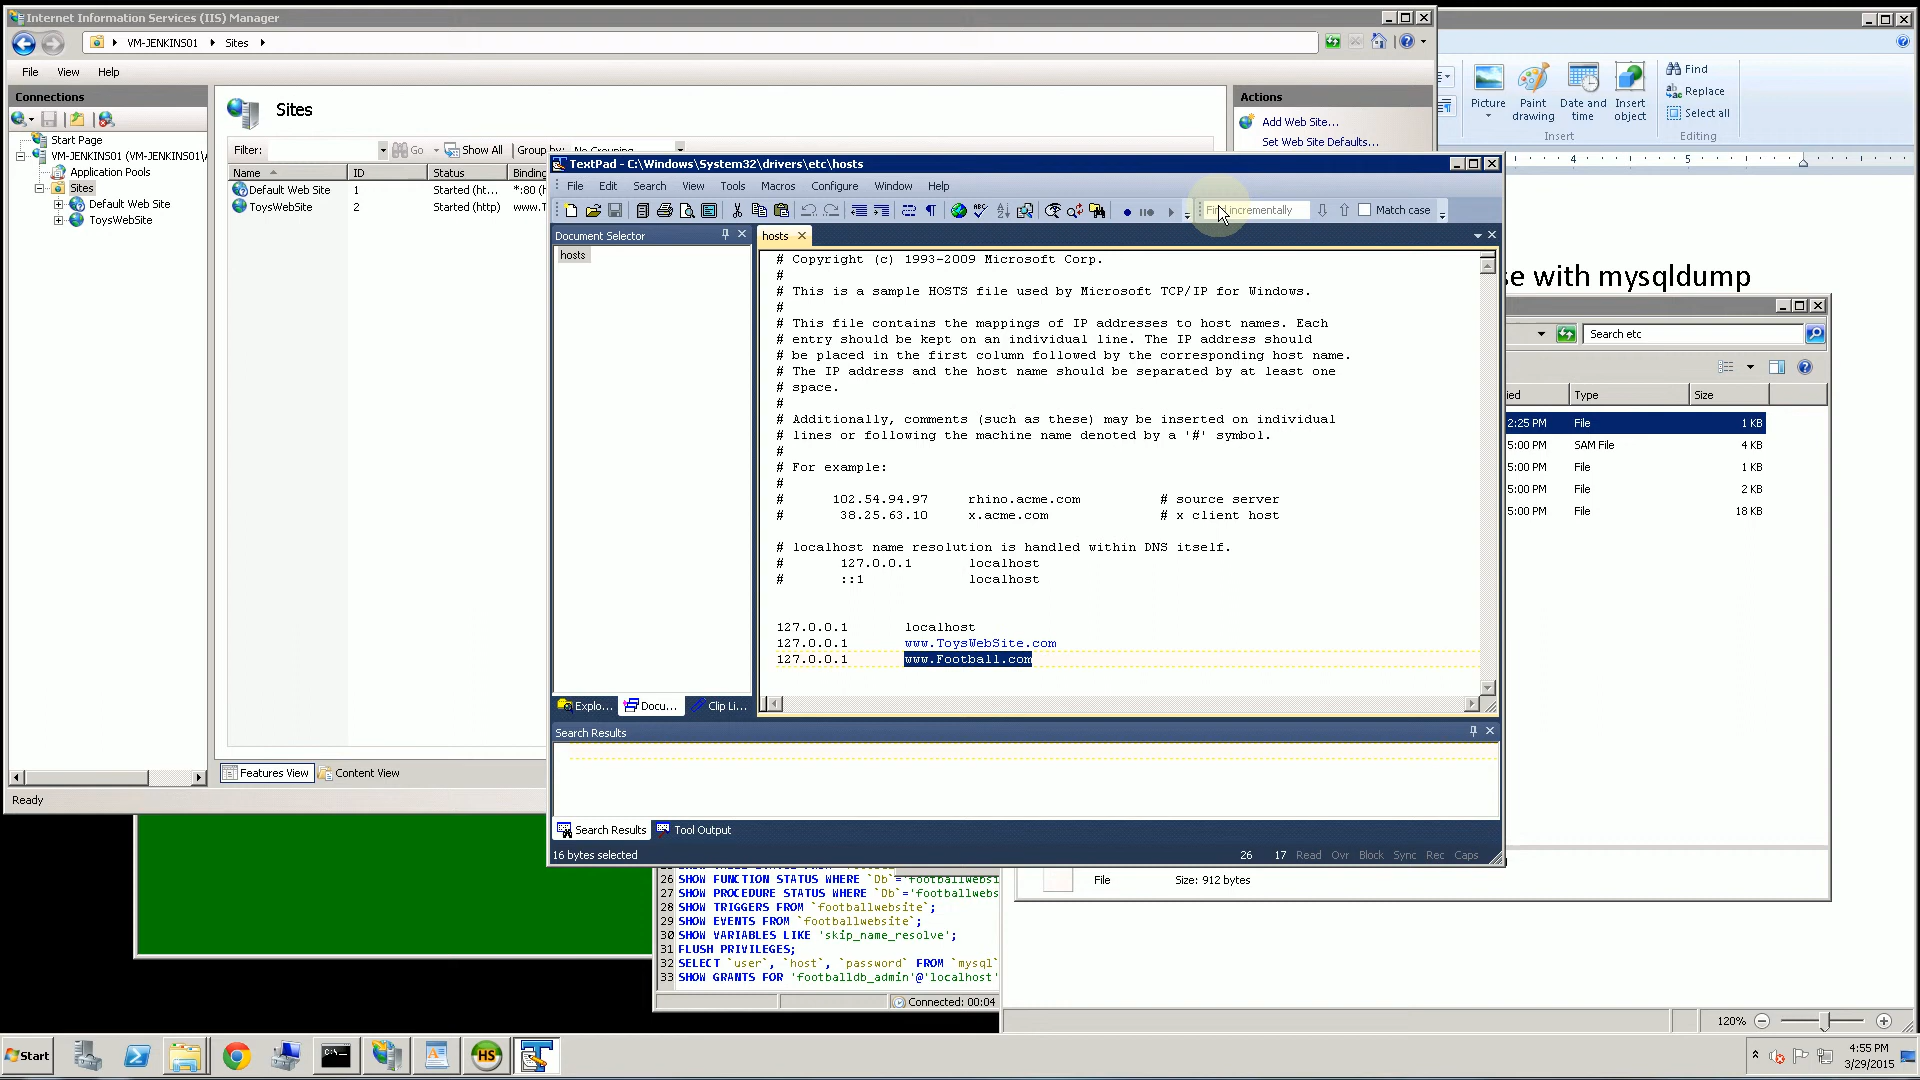 Internet Information Services (IIS) Manager
VM-JENKINS01 Sites
File View Help
Connections
Start Page
VM-JENKINS01 (VM-JENKINS01\
Application Pools
Sites
Default Web Site
ToysWebSite
Sites
Filter: Go Show All Group by: No Grouping
Name ID Status Binding
Default Web Site 1 Started (ht... *:80 (h
ToysWebSite 2 Started (http) www.T
Actions
Add Web Site...
Set Web Site Defaults...
Features View Content View
Ready
TextPad - C:\Windows\System32\drivers\etc\hosts
File Edit Search View Tools Macros Configure Window Help
Find incrementally Match case
Document Selector
hosts
hosts
# Copyright (c) 1993-2009 Microsoft Corp.
#
# This is a sample HOSTS file used by Microsoft TCP/IP for Windows.
#
# This file contains the mappings of IP addresses to host names. Each
# entry should be kept on an individual line. The IP address should
# be placed in the first column followed by the corresponding host name.
# The IP address and the host name should be separated by at least one
# space.
#
# Additionally, comments (such as these) may be inserted on individual
# lines or following the machine name denoted by a '#' symbol.
#
# For example:
#
# 102.54.94.97 rhino.acme.com # source server
# 38.25.63.10 x.acme.com # x client host
# localhost name resolution is handled within DNS itself.
# 127.0.0.1 localhost
# ::1 localhost
127.0.0.1 localhost
127.0.0.1 www.ToysWebSite.com
127.0.0.1 www.Football.com
Explo... Docu... Clip Li...
Search Results
Search Results Tool Output
16 bytes selected 26 17 Read Ovr Block Sync Rec Caps
Picture
Paint drawing
Date and time
Insert object
Insert
Find
Replace
Select all
Editing
4 5
se with mysqldump
Search etc
ied Type Size
2:25 PM File 1 KB
5:00 PM SAM File 4 KB
5:00 PM File 1 KB
5:00 PM File 2 KB
5:00 PM File 18 KB
File Size: 912 bytes
26 SHOW FUNCTION STATUS WHERE `Db`='footballwebsi
27 SHOW PROCEDURE STATUS WHERE `Db`='footballwebs
28 SHOW TRIGGERS FROM `footballwebsite`;
29 SHOW EVENTS FROM `footballwebsite`;
30 SHOW VARIABLES LIKE 'skip_name_resolve';
31 FLUSH PRIVILEGES;
32 SELECT `user`, `host`, `password` FROM `mysql`
33 SHOW GRANTS FOR 'footballdb_admin'@'localhost'
Connected: 00:04
120%
Start
HS
4:55 PM
3/29/2015